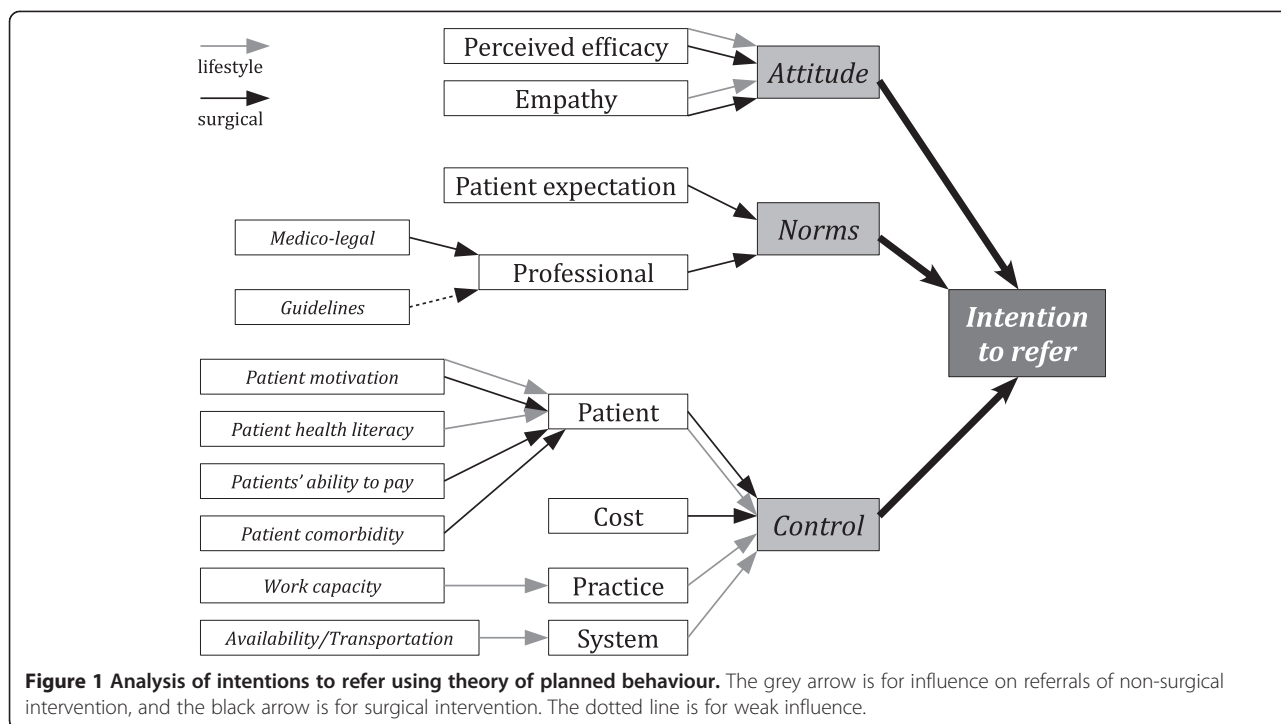 lifestyle
surgical
Perceived efficacy
Empathy
Attitude
Patient expectation
Medico-legal
Professional
Guidelines
Norms
Intention
to refer
Patient motivation
Patient health literacy
Patients' ability to pay
Patient comorbidity
Patient
Cost
Control
Work capacity
Practice
Availability/Transportation
System
Figure 1 Analysis of intentions to refer using theory of planned behaviour. The grey arrow is for influence on referrals of non-surgical
intervention, and the black arrow is for surgical intervention. The dotted line is for weak influence.